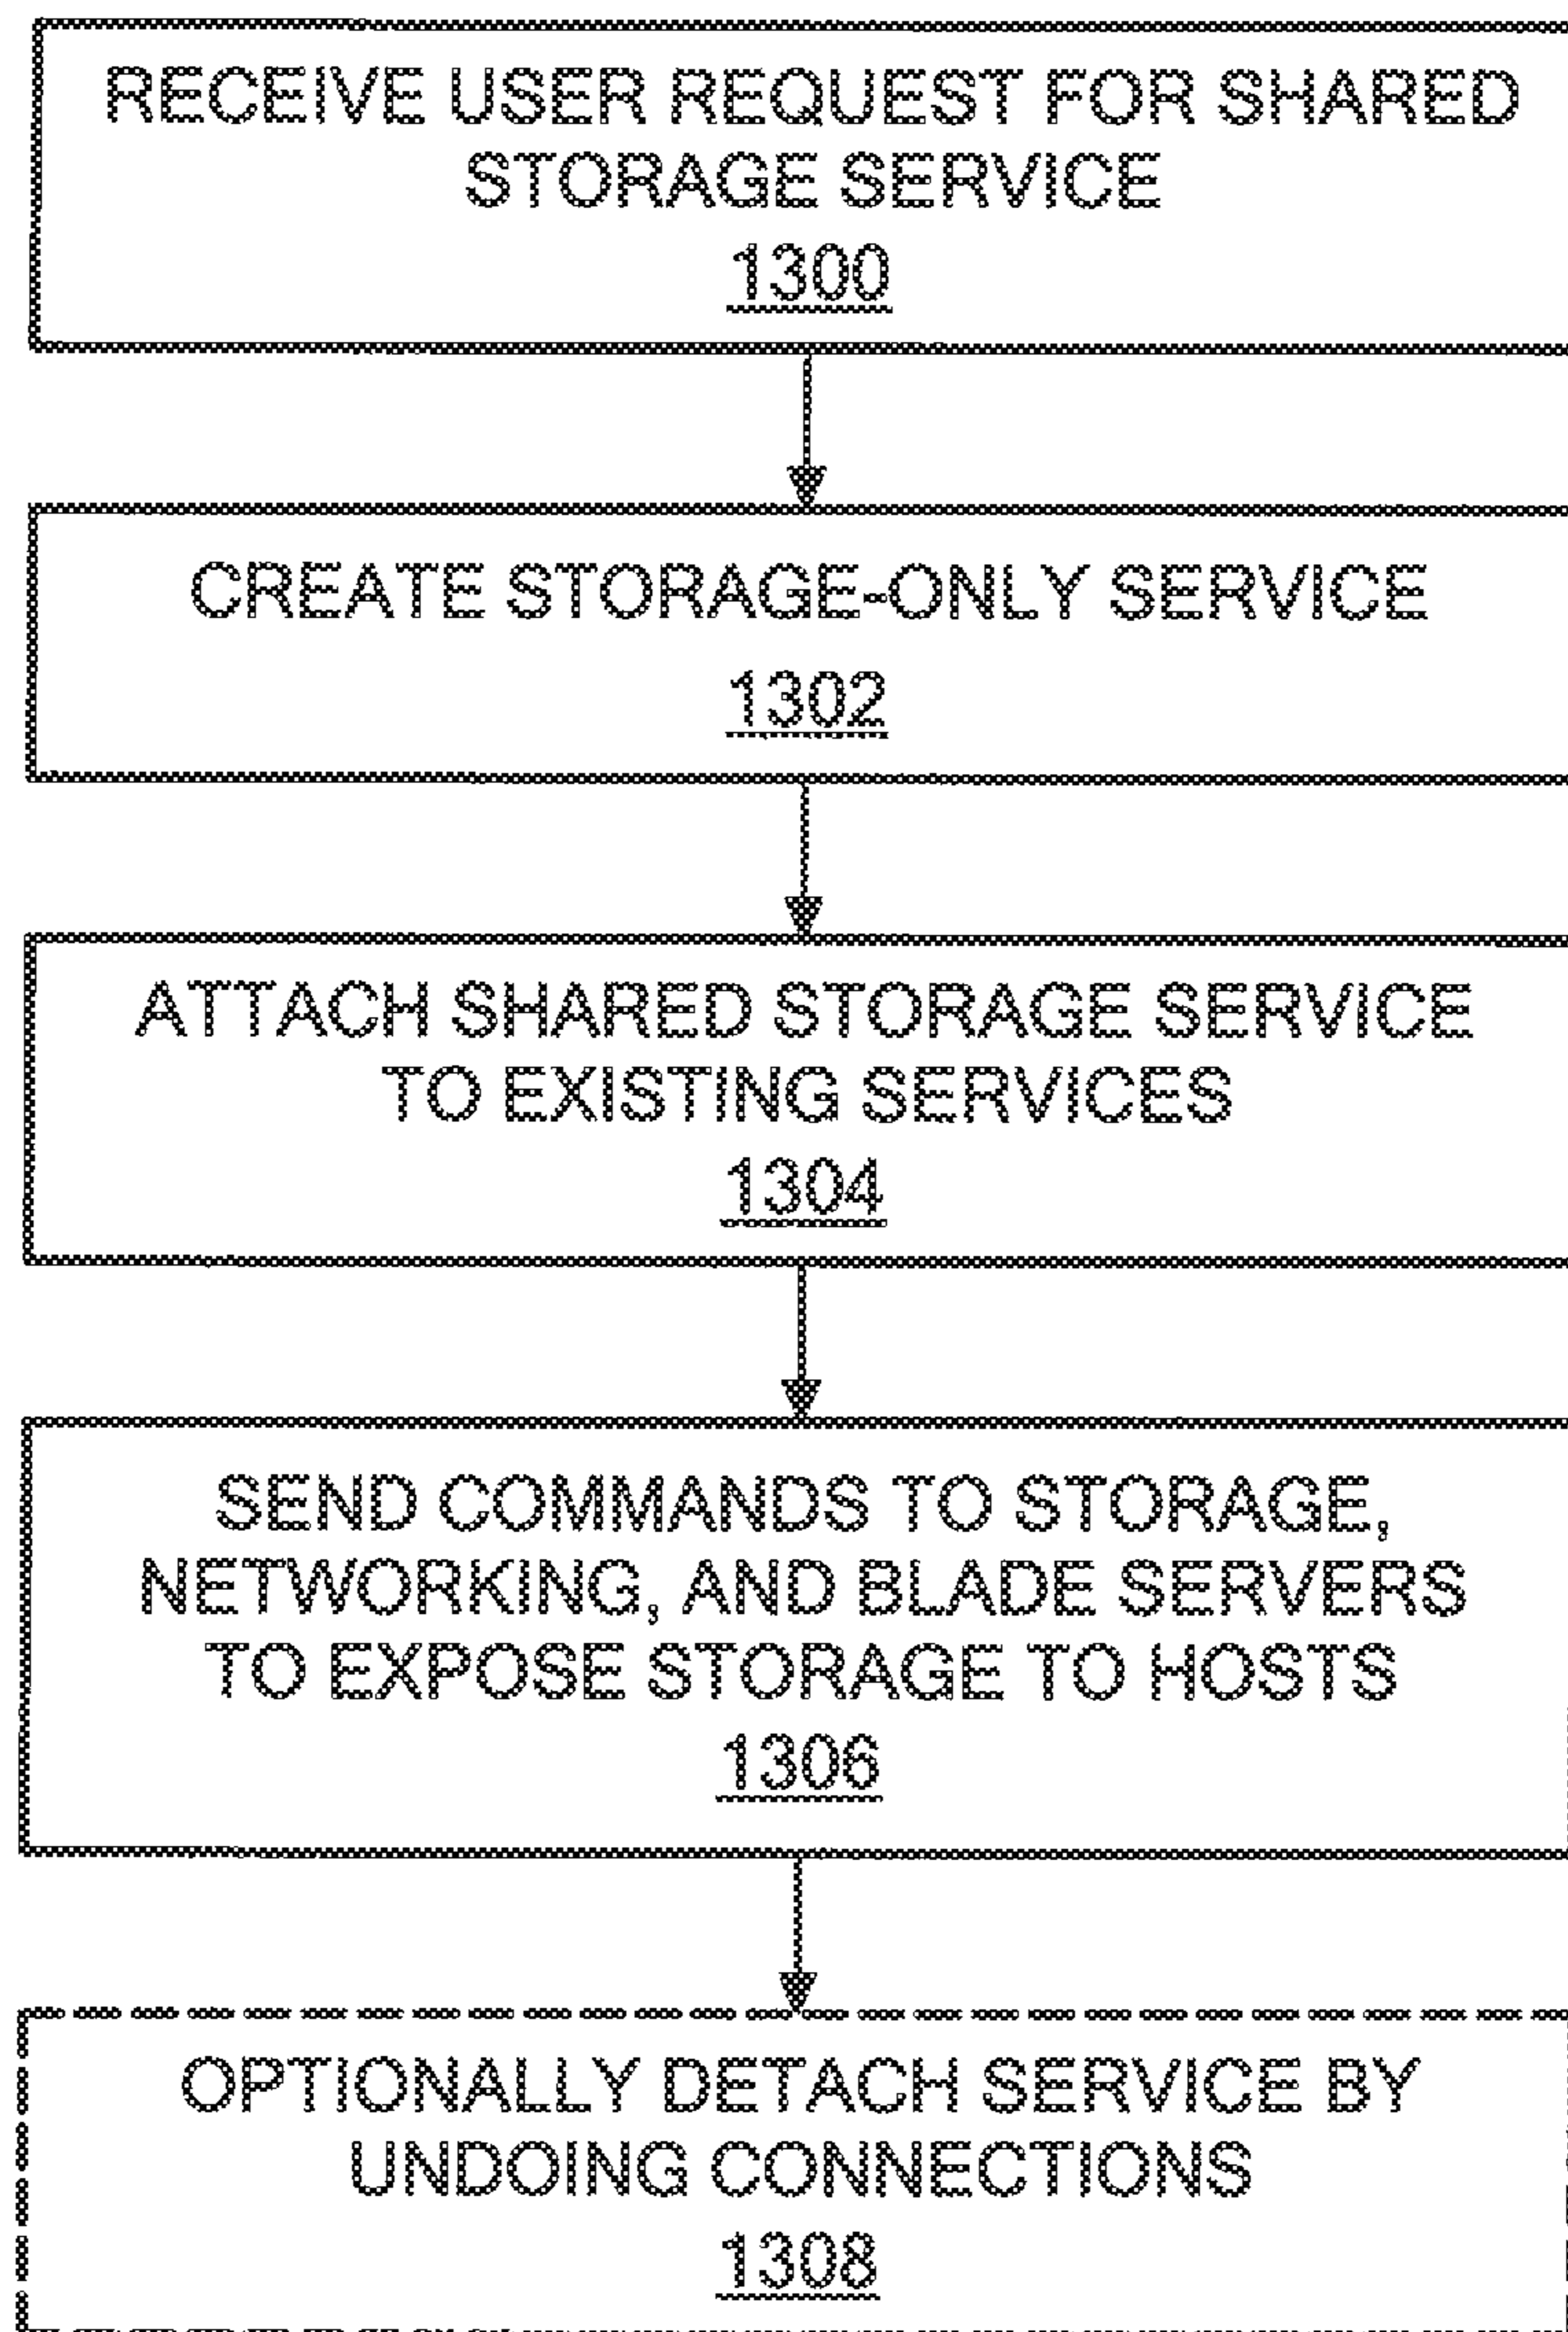 RECEIVE USER REQUEST FOR SHARED
STORAGE SERVICE
1300
CREATE STORAGE-ONLY SERVICE
1302
ATTACH SHARED STORAGE SERVICE
TO EXISTING SERVICES
1304
SEND COMMANDS TO STORAGE,
NETWORKING, AND BLADE SERVERS
TO EXPOSE STORAGE TO HOSTS
1306
OPTIONALLY DETACH SERVICE BY
UNDOING CONNECTIONS
1308